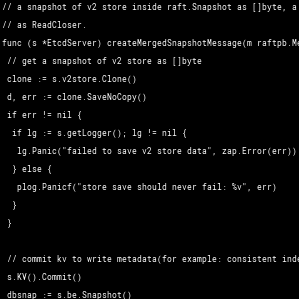 // a snapshot of v2 store inside raft.Snapshot as []byte, a
// as ReadCloser.
func (s *EtcdServer) createMergedSnapshotMessage(m raftpb.Me
// get a snapshot of v2 store as []byte
clone := s.v2store.Clone()
d, err := clone.SaveNoCopy()
if err != nil {
if lg := s.getLogger(); lg != nil {
lg.Panic("failed to save v2 store data", zap.Error(err))
} else {
plog.Panicf("store save should never fail: %v", err)
}
}
// commit kv to write metadata(for example: consistent inde
s.KV().Commit()
dbsnap := s.be.Snapshot()